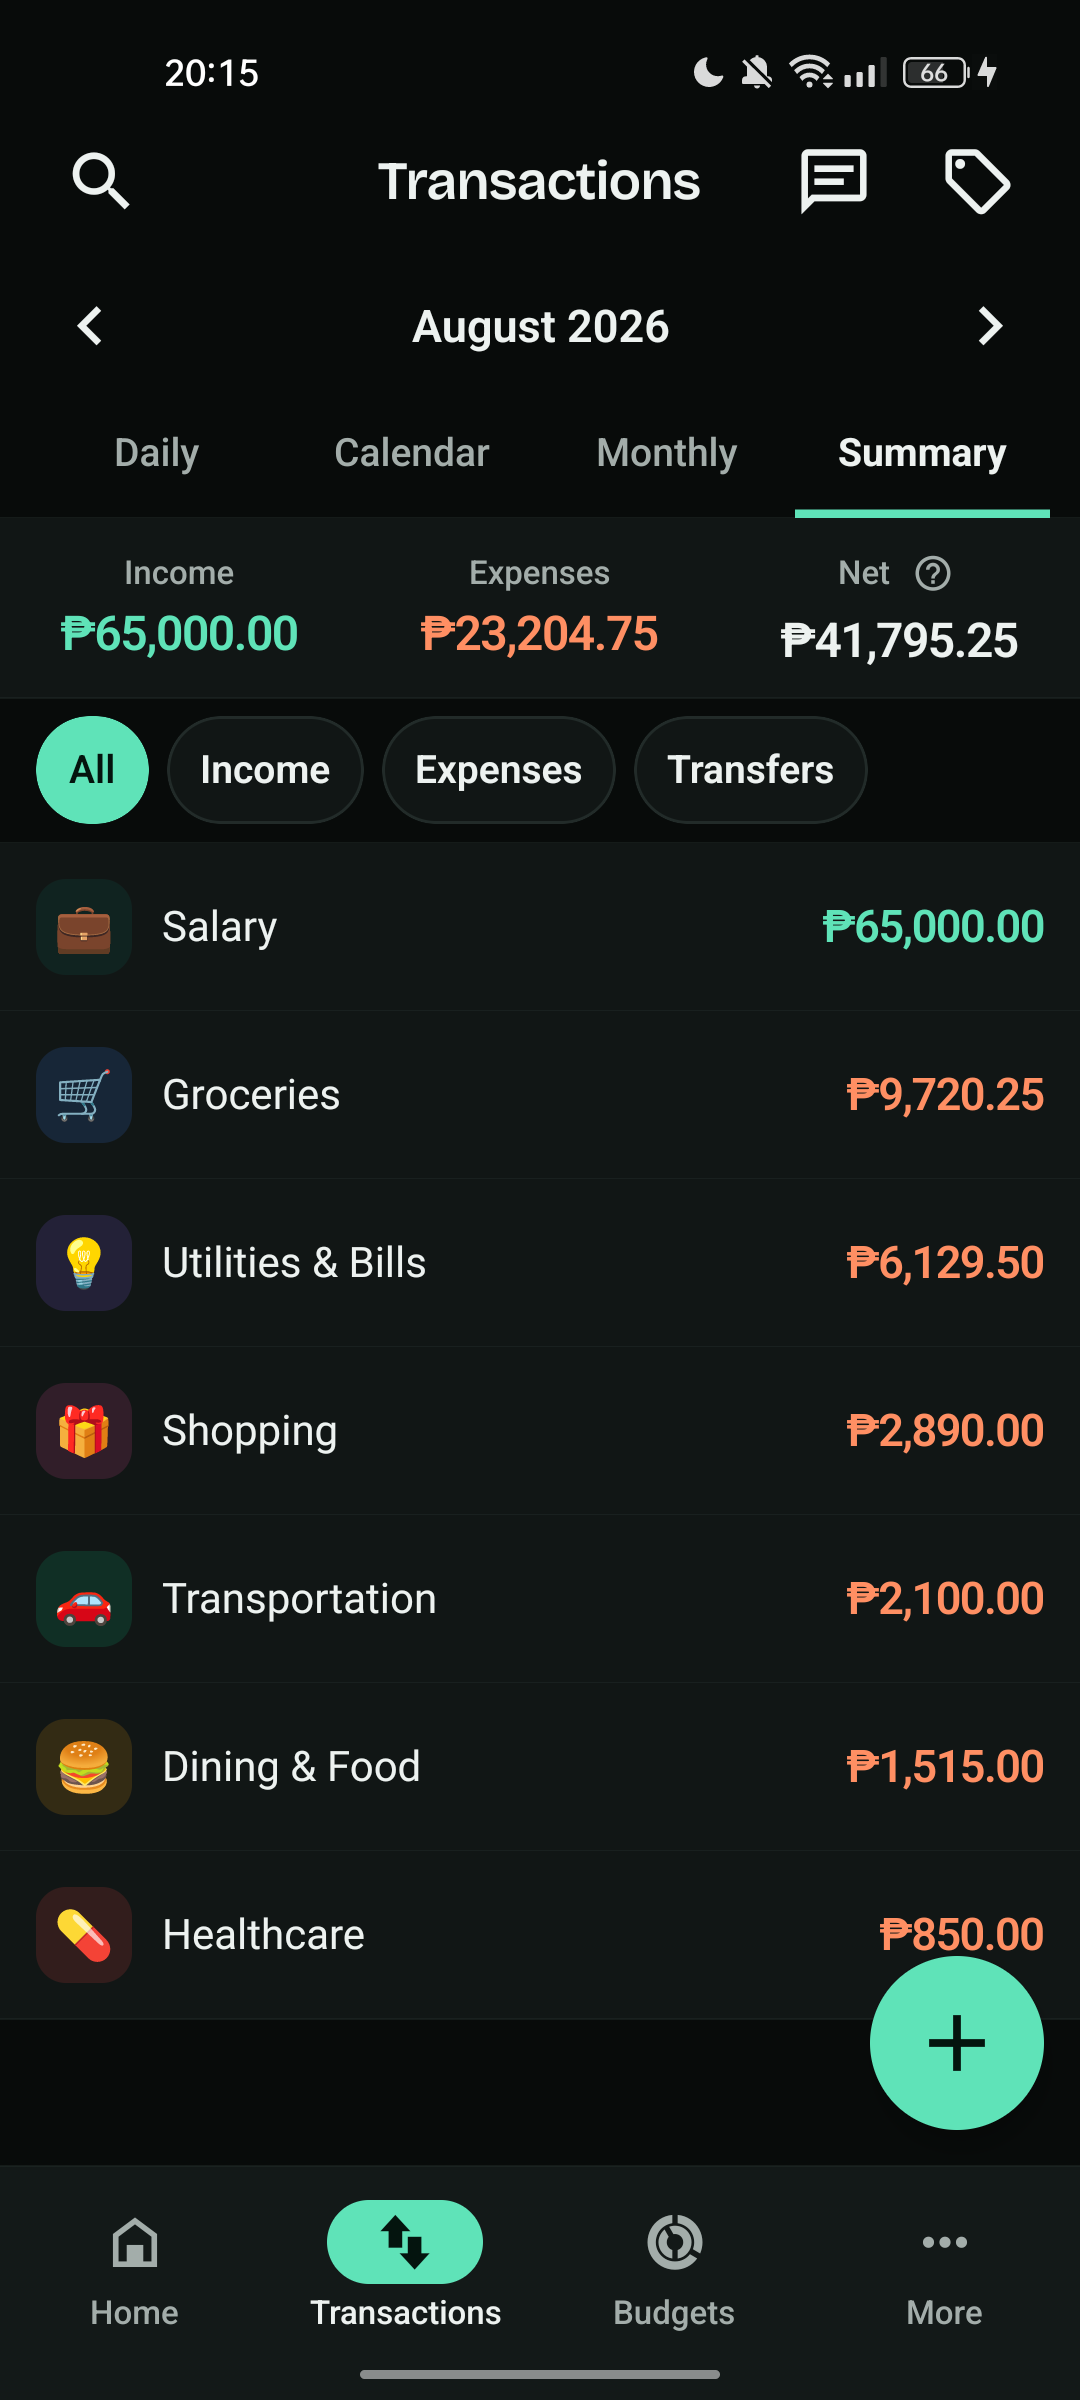 20:15
66
Transactions
August 2026
Daily Calendar Monthly Summary
Income Expenses Net
₱65,000.00 ₱23,204.75 ₱41,795.25
All Income Expenses Transfers
Salary ₱65,000.00
Groceries ₱9,720.25
Utilities & Bills ₱6,129.50
Shopping ₱2,890.00
Transportation ₱2,100.00
Dining & Food ₱1,515.00
Healthcare ₱850.00
Home Transactions Budgets More